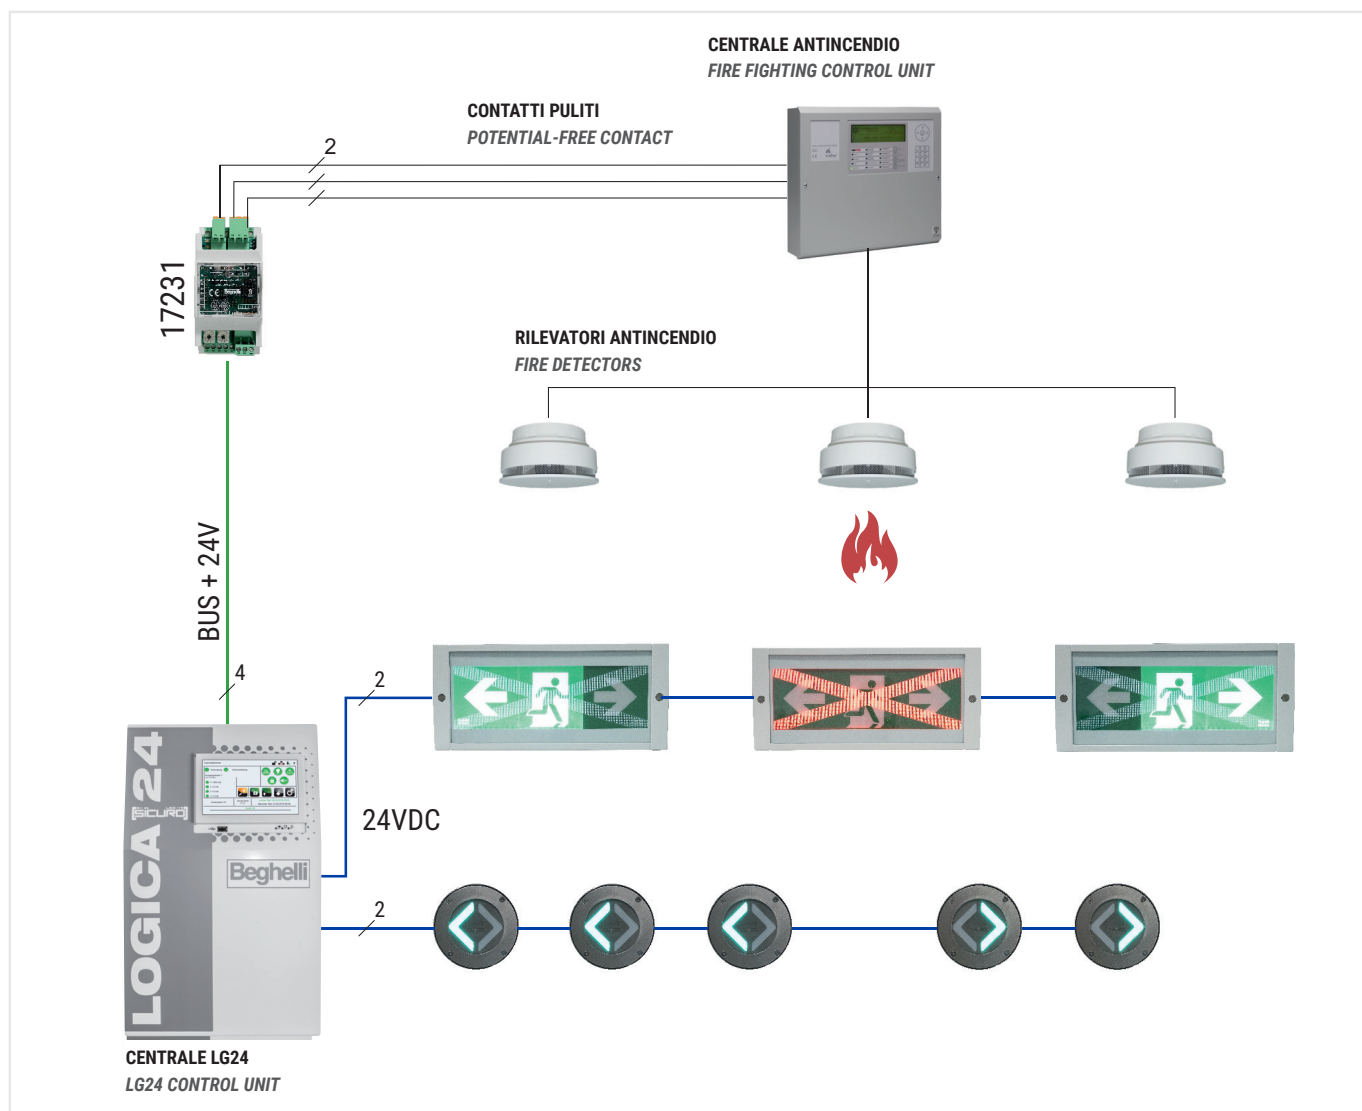 CENTRALE ANTINCENDIO
FIRE FIGHTING CONTROL UNIT
CONTATTI PULITI
POTENTIAL-FREE CONTACT
2
17231
RILEVATORI ANTINCENDIO
FIRE DETECTORS
BUS + 24V
4
2
24VDC
LOGICA 24
SICURO
Beghelli
2
CENTRALE LG24
LG24 CONTROL UNIT